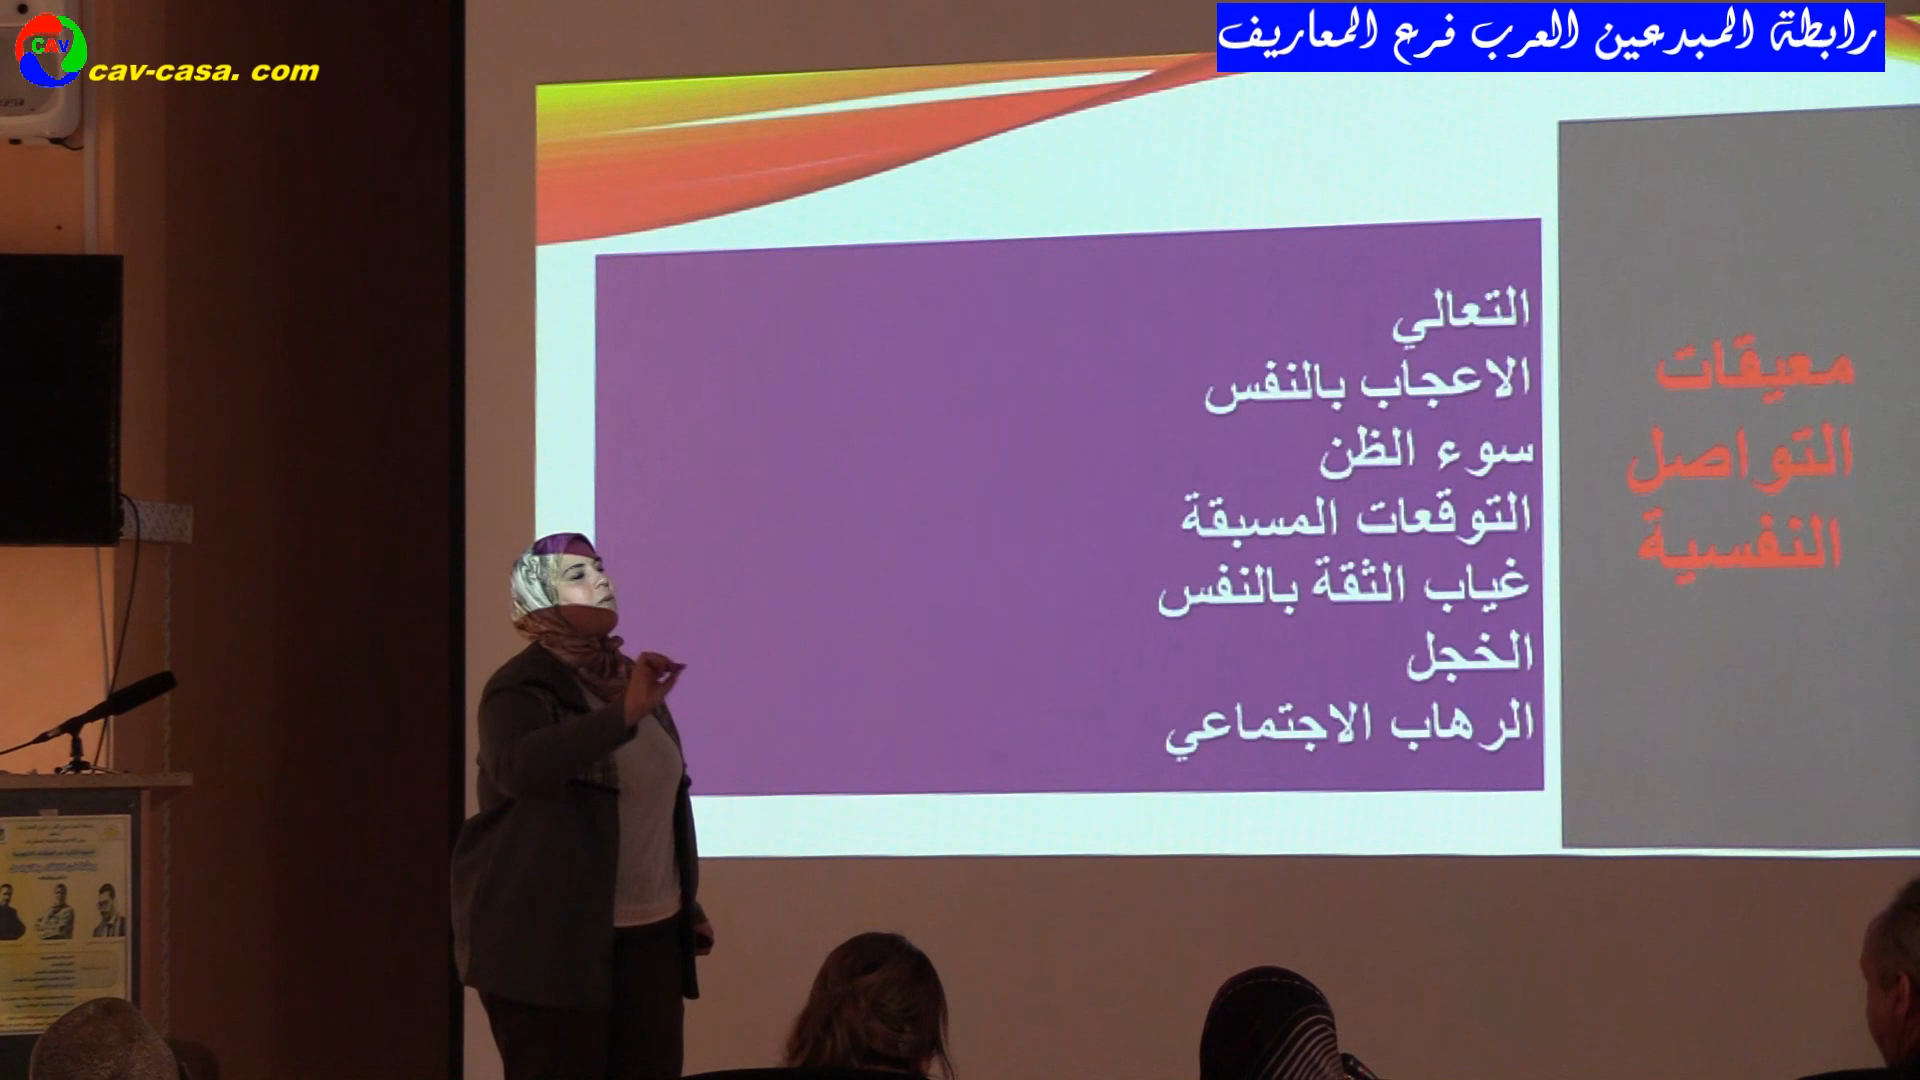 رابطة المبدعين العرب فرع المعاريف
CAV
cav-casa. com
معيقات
التواصل
النفسية
التعالي
الاعجاب بالنفس
سوء الظن
التوقعات المسبقة
غياب الثقة بالنفس
الخجل
الرهاب الاجتماعي